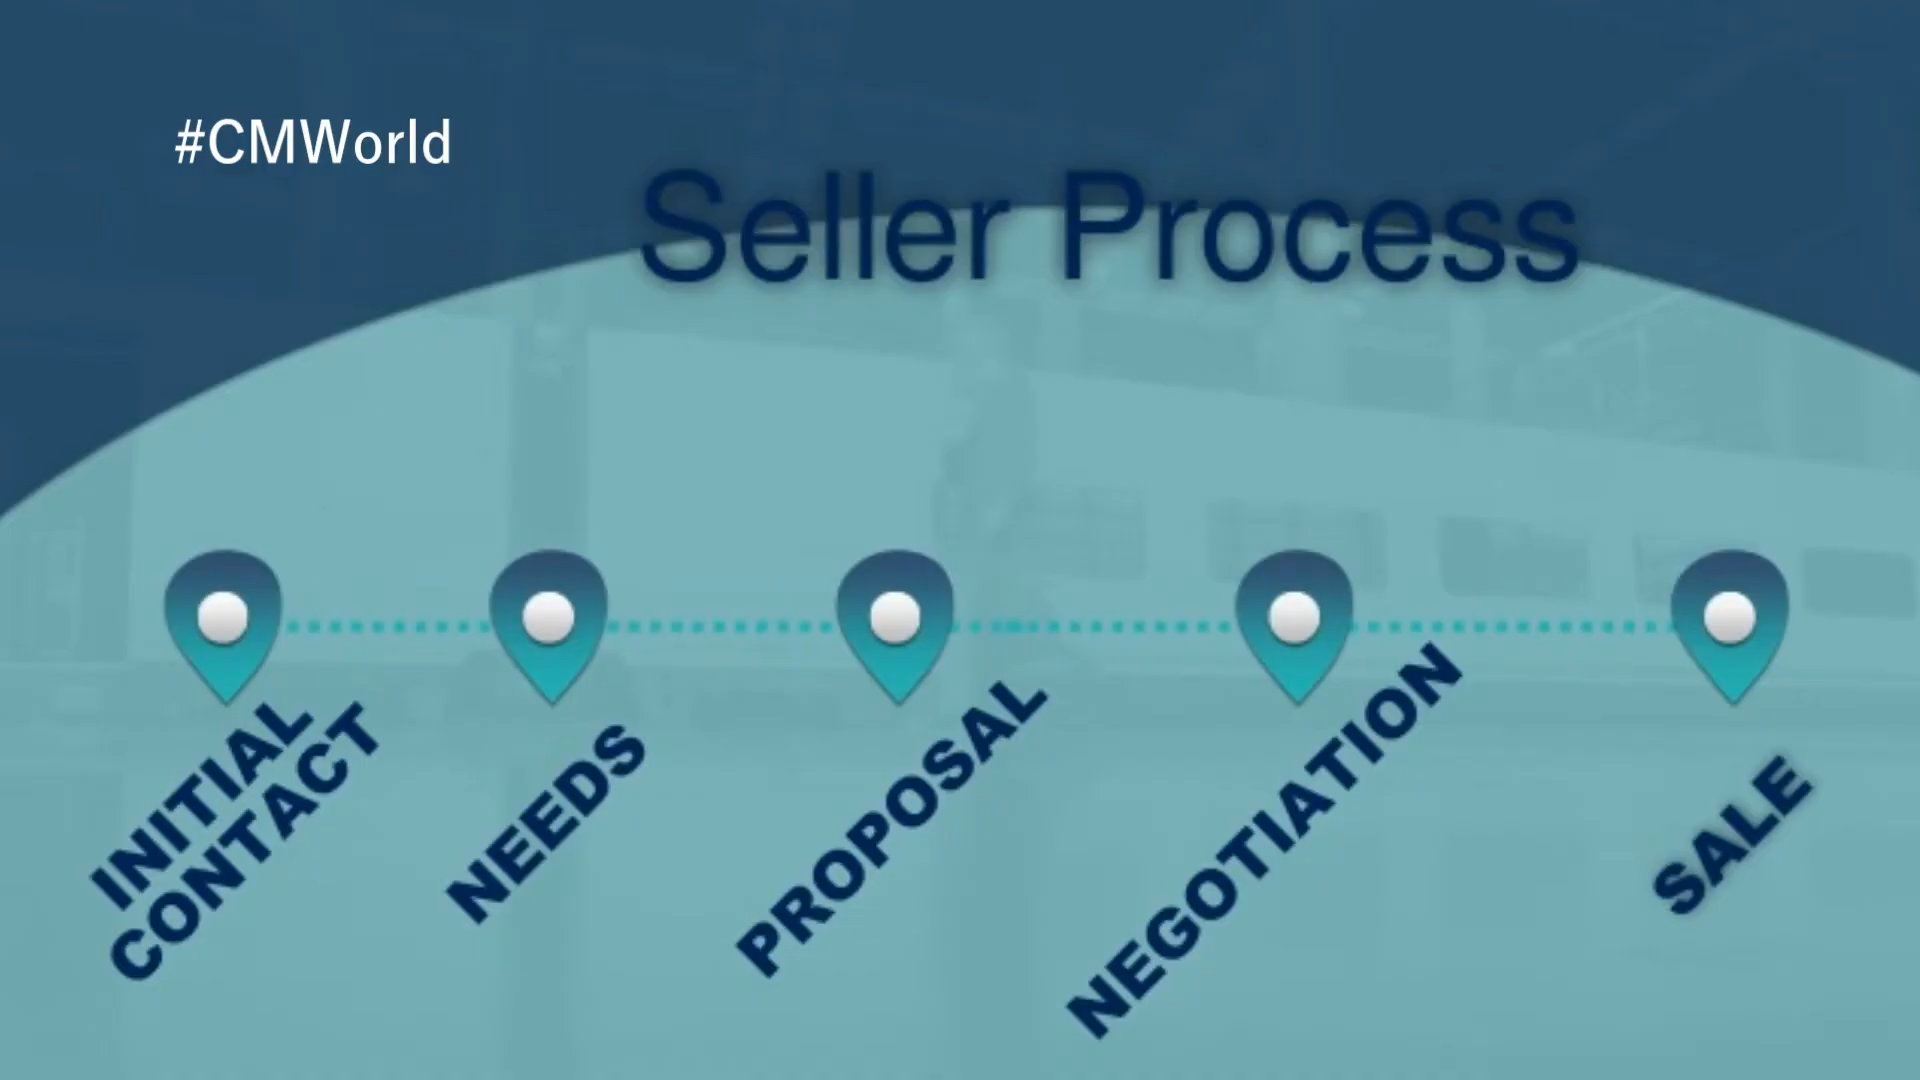 #CMWorld
Seller Process
INITIAL
CONTACT
NEEDS
PROPOSAL
NEGOTIATION
SALE